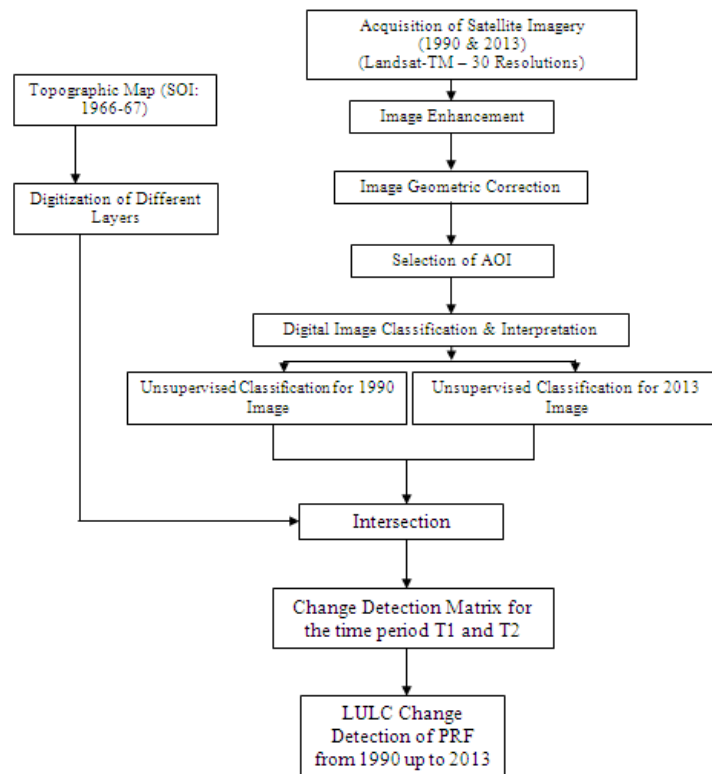 Acquisition of Satellite Imagery
(1990 & 2013)
(Landsat-TM – 30 Resolutions)
Topographic Map (SOI:
1966-67)
Image Enhancement
Image Geometric Correction
Digitization of Different
Layers
Selection of AOI
Digital Image Classification & Interpretation
Unsupervised Classification for 1990
Image
Unsupervised Classification for 2013
Image
Intersection
Change Detection Matrix for
the time period T1 and T2
LULC Change
Detection of PRF
from 1990 up to 2013